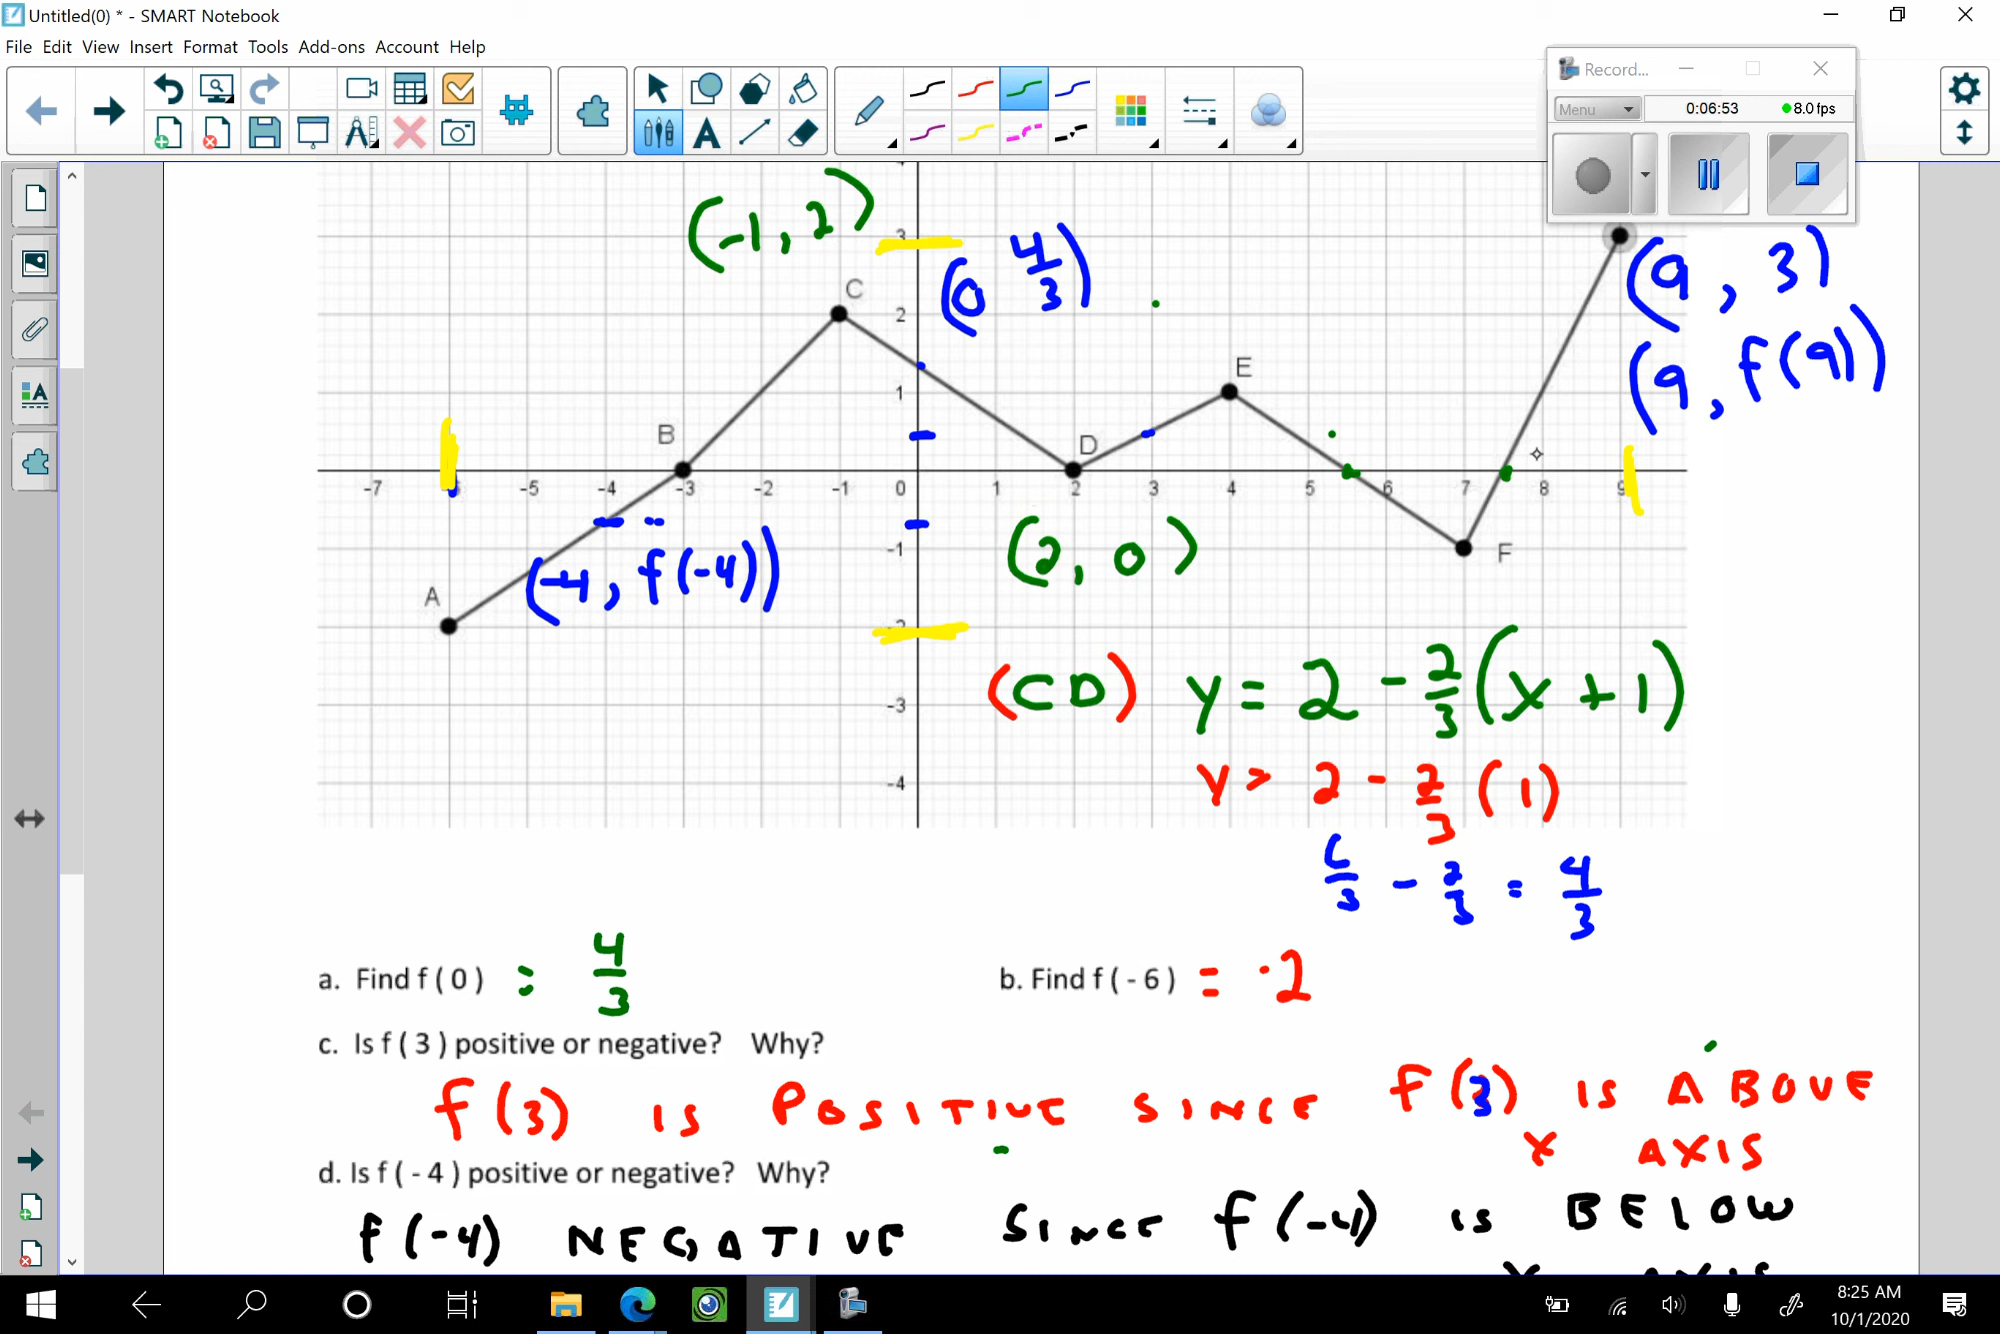 Untitled(0) * - SMART Notebook
File Edit View Insert Format Tools Add-ons Account Help
Record...
Menu 0:06:53 8.0 fps
(-1, 2)
3
(0 4/3)
(9, 3)
C
2
(9, f(9))
E
1
B
D
-7 -5 -4 -3 -2 -1 0 1 2 3 4 5 6 7 8 9
(-4, f(-4))
-1
(2, 0)
F
A
-2
(CD) y = 2 - 2/3 (x + 1)
-3
y = 2 - 2/3 (1)
-4
6/3 - 2/3 = 4/3
a. Find f ( 0 ) = 4/3
b. Find f ( - 6 ) = -2
c. Is f ( 3 ) positive or negative? Why?
f (3) IS POSITIVE SINCE f (3) IS ABOVE
X AXIS
d. Is f ( - 4 ) positive or negative? Why?
f (-4) NEGATIVE SINCE f (-4) IS BELOW
X AXIS
8:25 AM
10/1/2020